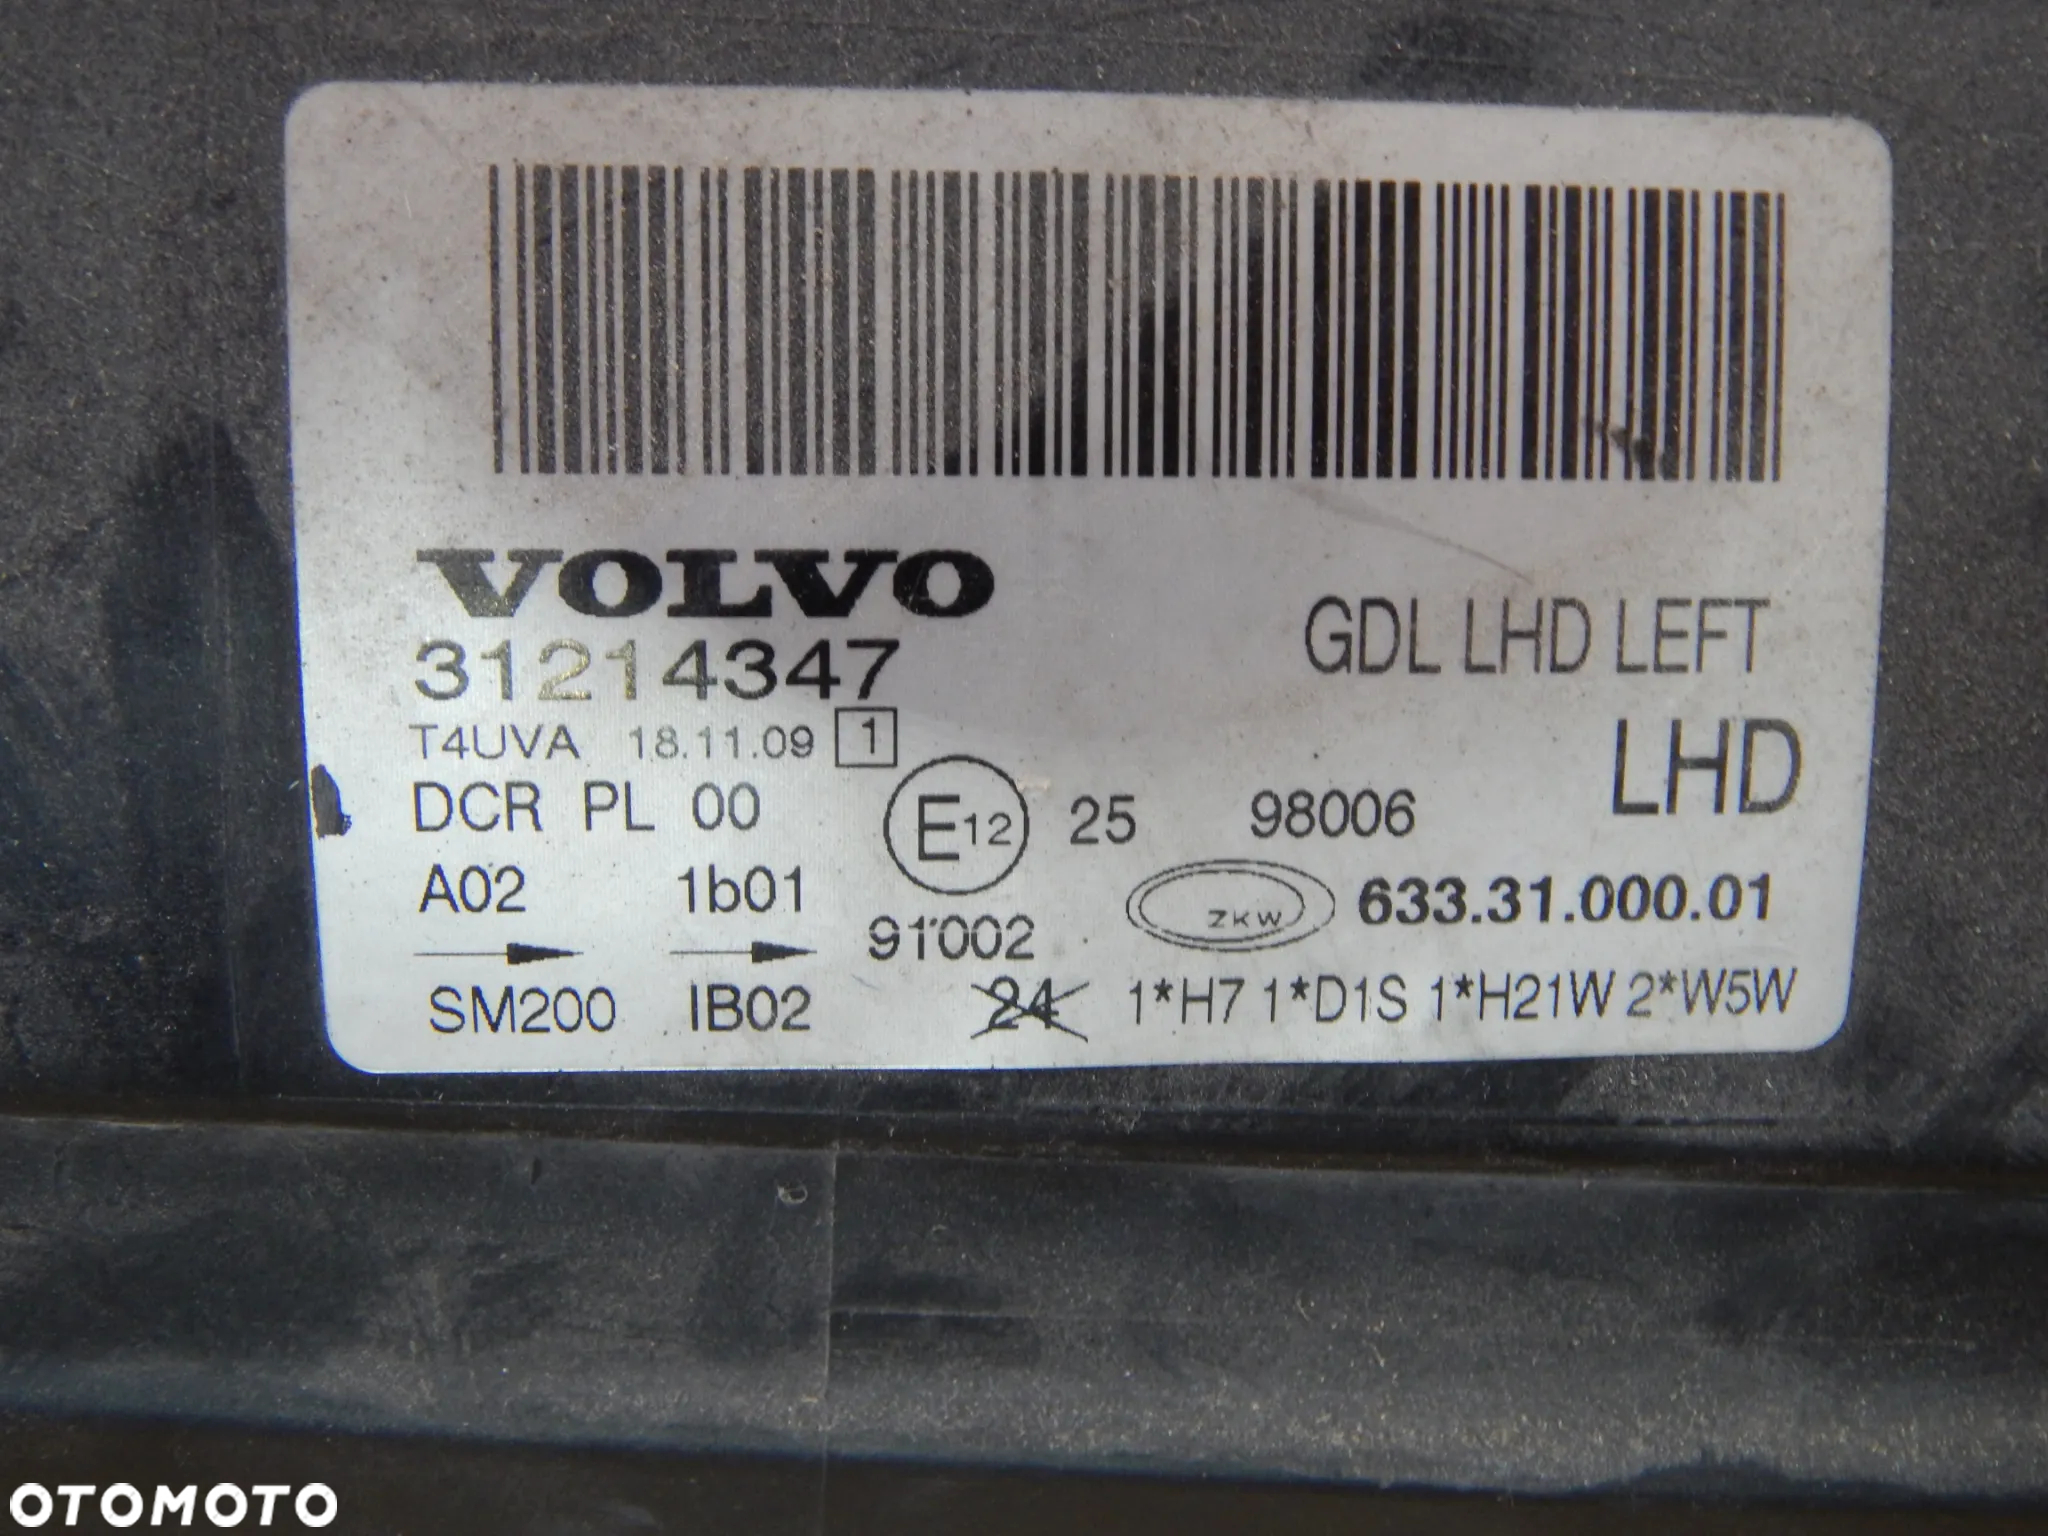 VOLVO
31214347
GDL LHD LEFT
T4UVA 18.11.09 1
LHD
DCR PL 00
E12 25 98006
A02 1b01
91002
ZKW 633.31.000.01
SM200 IB02
24 1*H7 1*D1S 1*H21W 2*W5W
OTOMOTO